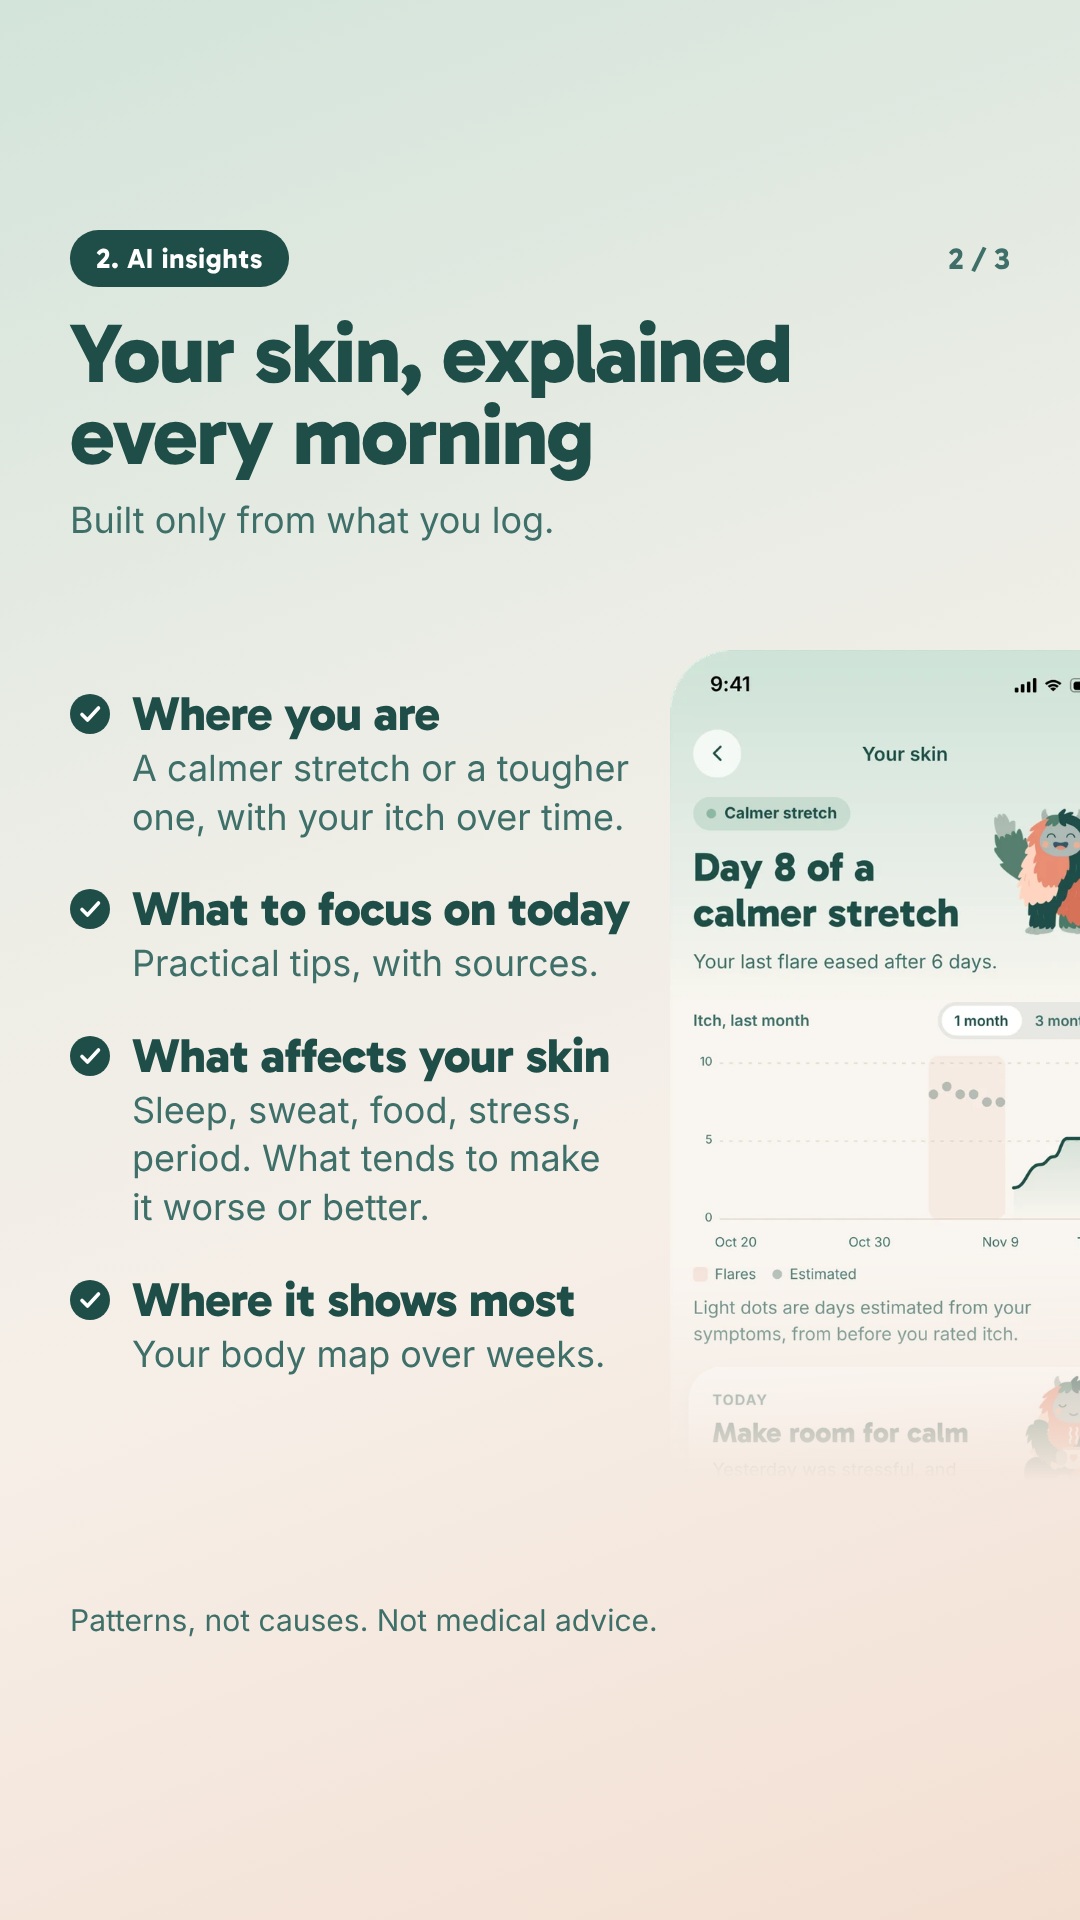 2. AI insights
2 / 3
Your skin, explained
every morning
Built only from what you log.
Where you are
A calmer stretch or a tougher
one, with your itch over time.
What to focus on today
Practical tips, with sources.
What affects your skin
Sleep, sweat, food, stress,
period. What tends to make
it worse or better.
Where it shows most
Your body map over weeks.
9:41
Your skin
Calmer stretch
Day 8 of a
calmer stretch
Your last flare eased after 6 days.
Itch, last month
1 month
3 mont
10
5
0
Oct 20
Oct 30
Nov 9
Flares
Estimated
Light dots are days estimated from your
symptoms, from before you rated itch.
TODAY
Make room for calm
Yesterday was stressful, and
Patterns, not causes. Not medical advice.